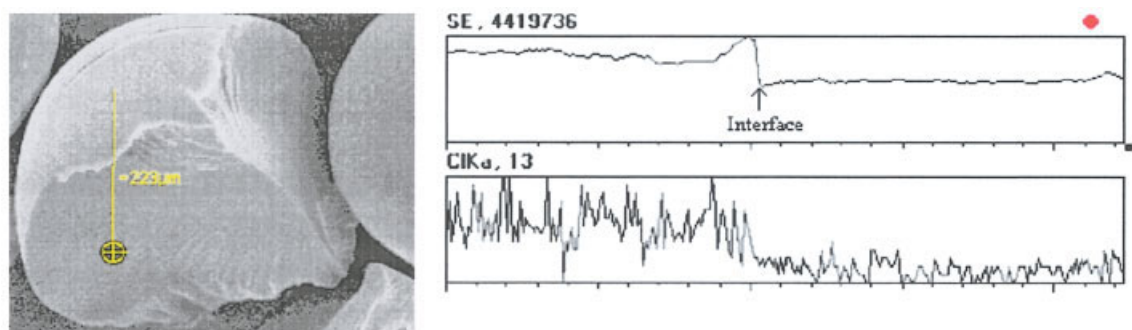 ~223µm
SE, 4419736
Interface
ClKa, 13